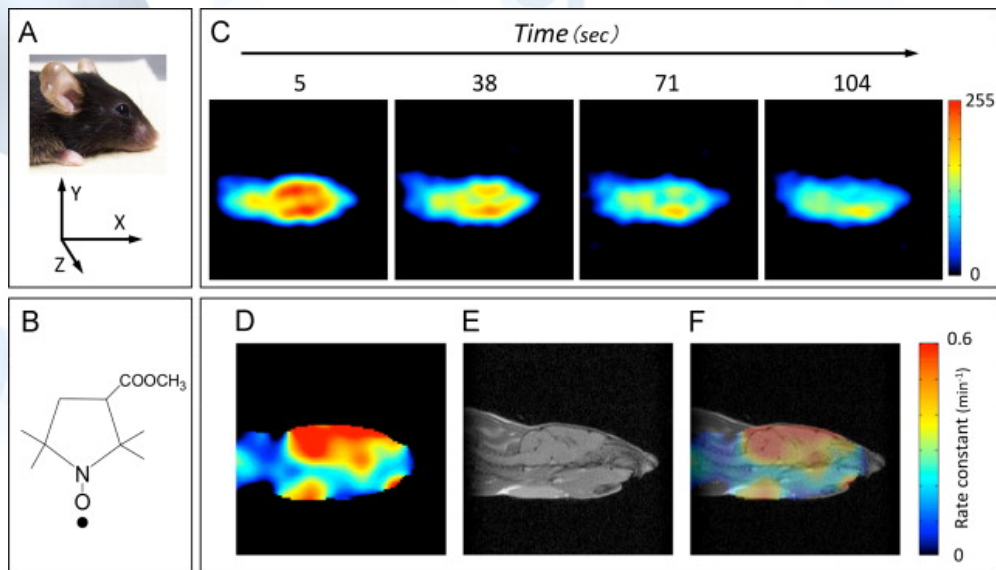 A
Y
X
Z
B
COOCH₃
N
O
C
Time (sec)
5 38 71 104
255
0
D
E
F
0.6
Rate constant (min⁻¹)
0